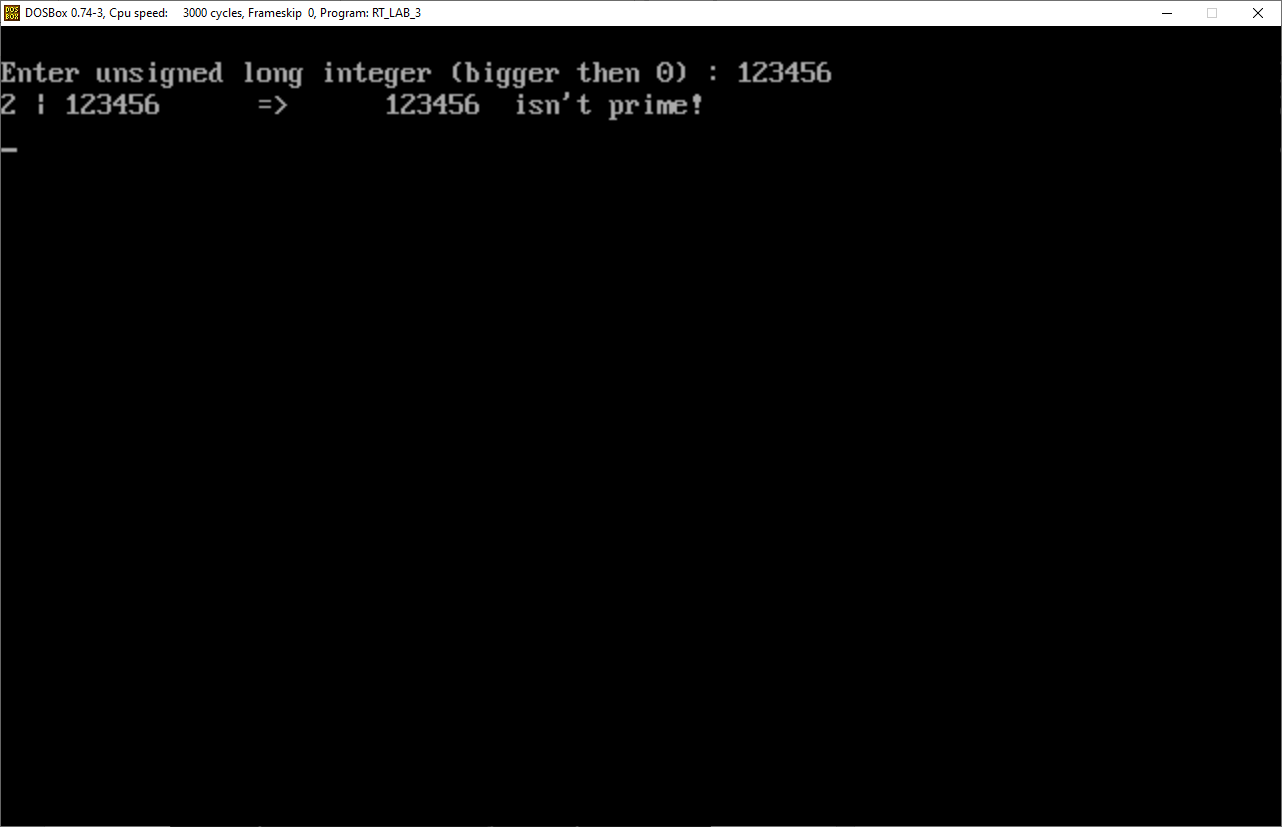 DOSBox 0.74-3, Cpu speed: 3000 cycles, Frameskip 0, Program: RT_LAB_3
Enter unsigned long integer (bigger then 0) : 123456
2 ¦ 123456 => 123456 isn't prime!